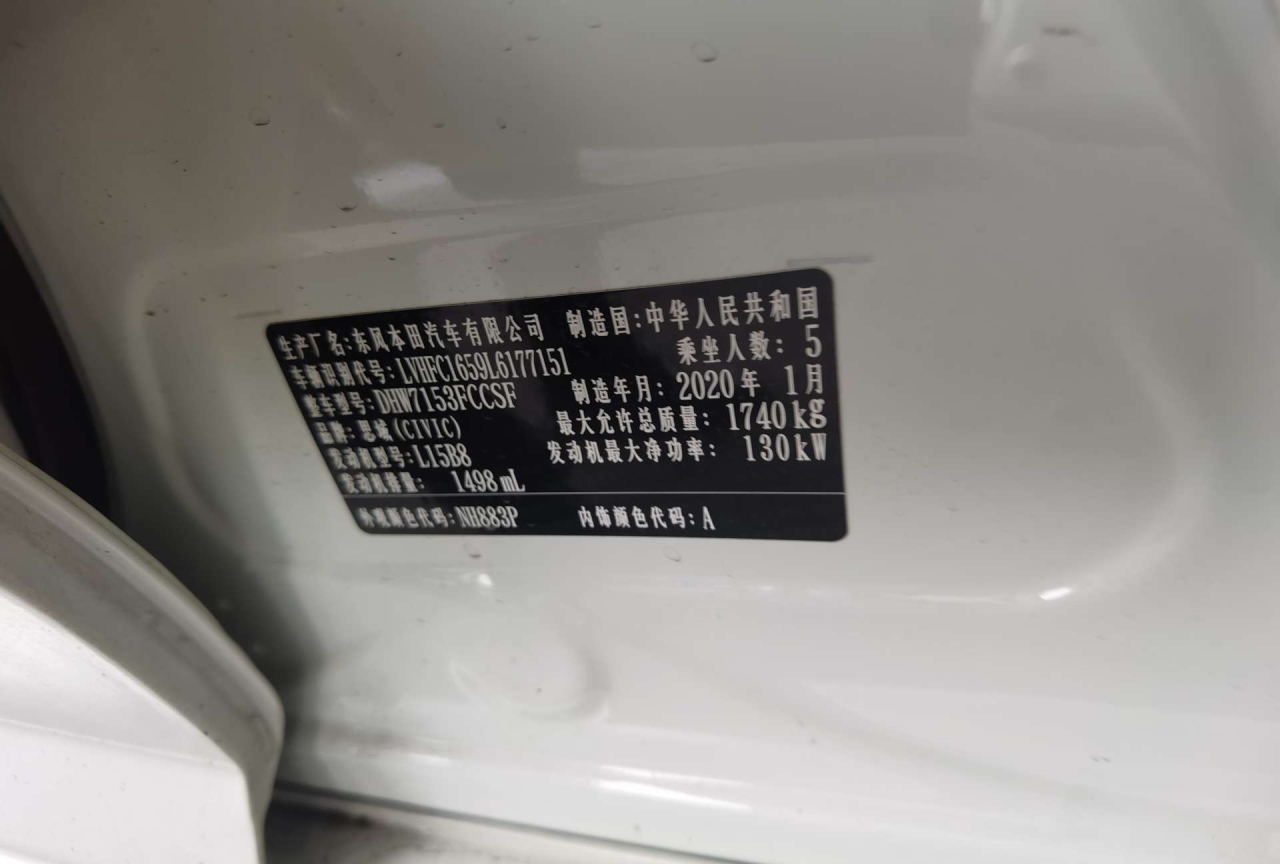 生产厂名:东风本田汽车有限公司 制造国:中华人民共和国
车辆识别代号:LVHFC1659L6177151 乘坐人数: 5
整车型号:DHW7153FCCSF 制造年月:2020年 1月
品牌:思域(CIVIC) 最大允许总质量: 1740kg
发动机型号:L15B8 发动机最大净功率: 130kW
发动机排量: 1498mL
外观颜色代码:NH883P 内饰颜色代码:A